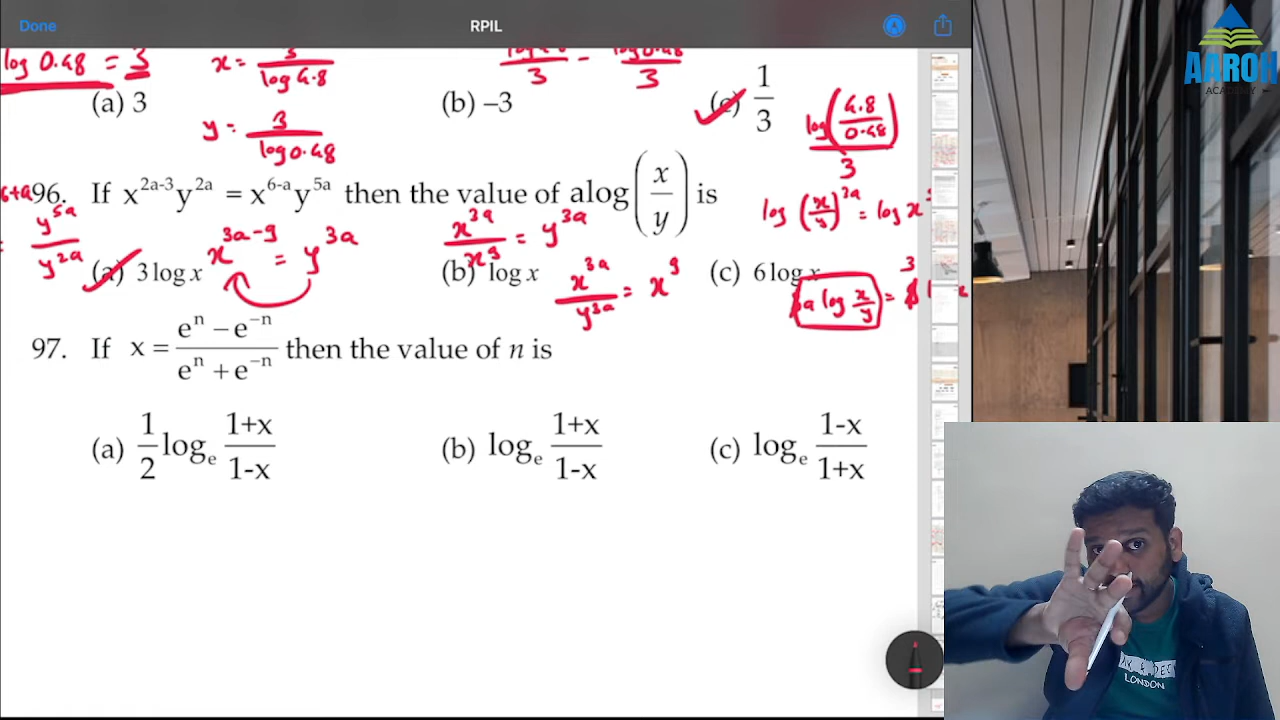 Done
RPIL
AAROH
ACADEMY
log 0.48 = 3
x = 3/log 4.8
y = 3/log 0.48
(a) 3
(b) –3
(c) 1/3
log(4.8/0.48)/3
96. If x^{2a-3}y^{2a} = x^{6-a}y^{5a} then the value of alog(x/y) is
y^{5a}/y^{2a}
x^{3a-9} = y^{3a}
x^{3a}/x^9 = y^{3a}
x^{3a}/y^{3a} = x^9
log (x/y)^{3a} = log x
a log x/y = 3
(a) 3 log x
(b) log x
(c) 6 log x
97. If x = (e^n – e^{–n})/(e^n + e^{–n}) then the value of n is
(a) 1/2 log_e (1+x)/(1-x)
(b) log_e (1+x)/(1-x)
(c) log_e (1-x)/(1+x)
LONDON